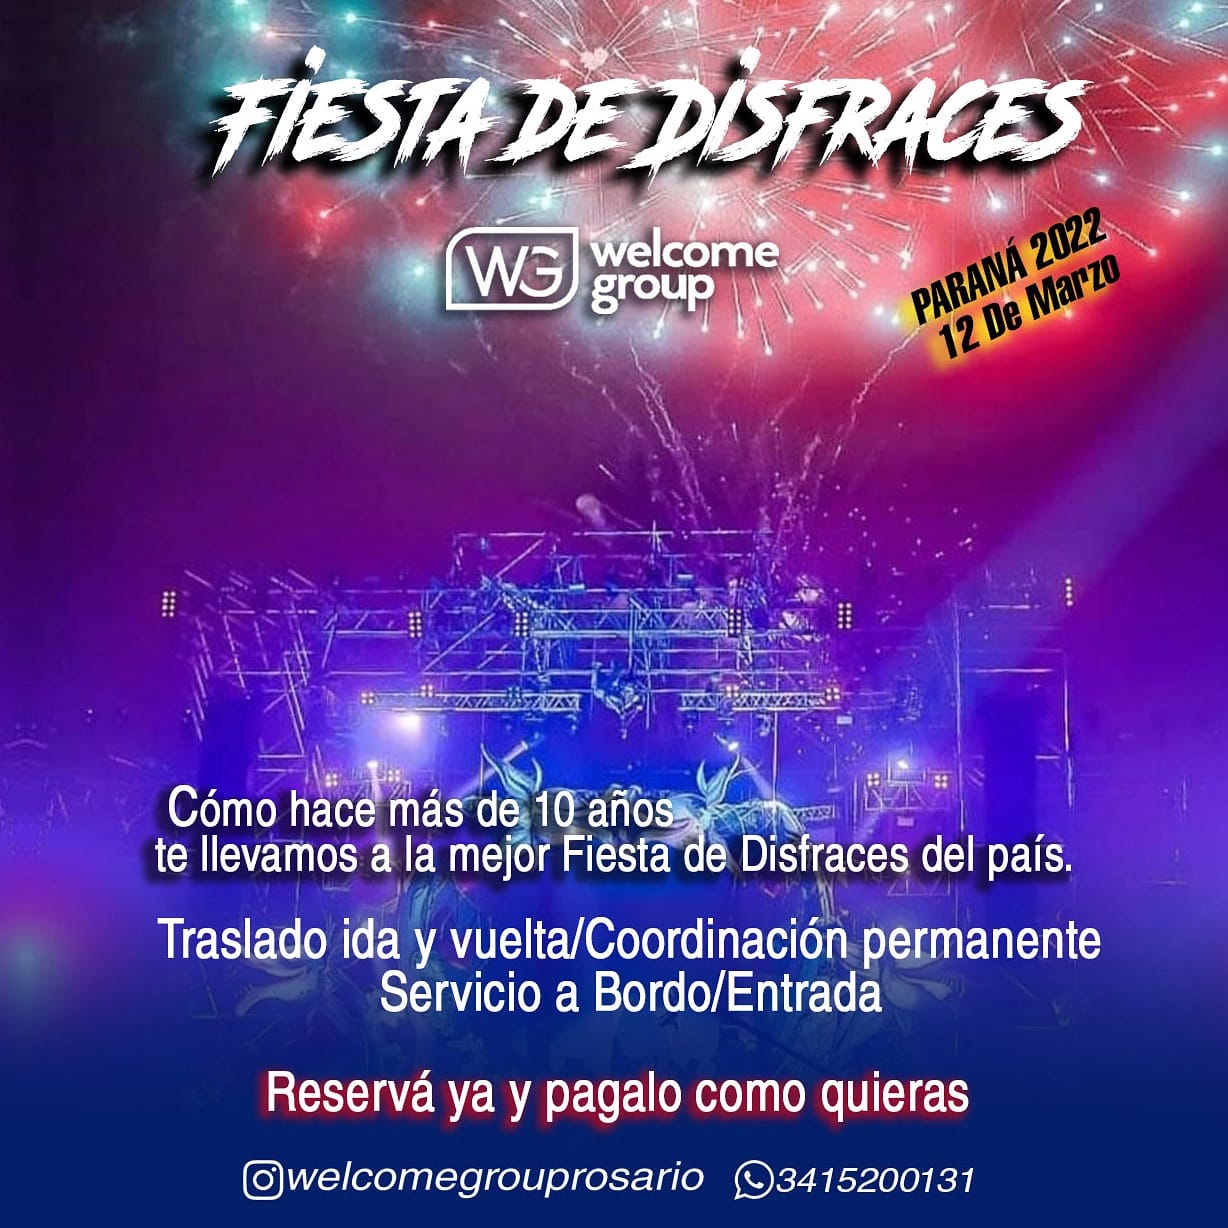 FIESTA DE DISFRACES
WG welcome
group
PARANÁ 2022
12 De Marzo
Cómo hace más de 10 años
te llevamos a la mejor Fiesta de Disfraces del país.
Traslado ida y vuelta/Coordinación permanente
Servicio a Bordo/Entrada
Reservá ya y pagalo como quieras
welcomegrouprosario 3415200131